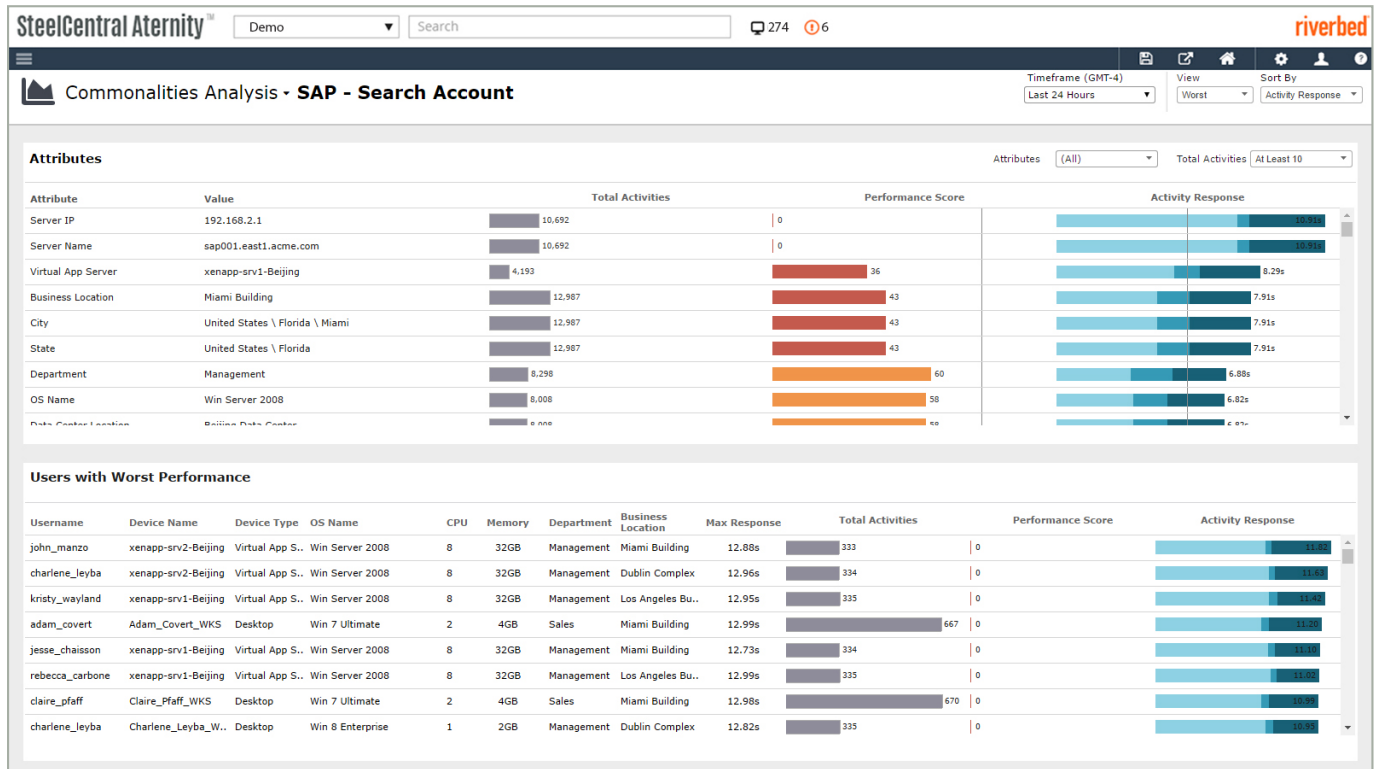 SteelCentral Aternity™ Demo Search 274 6 riverbed
Commonalities Analysis - SAP - Search Account
Timeframe (GMT-4) View Sort By
Last 24 Hours Worst Activity Response
Attributes Attributes (All) Total Activities At Least 10
Attribute Value Total Activities Performance Score Activity Response
Server IP 192.168.2.1 10,692 0 10.91s
Server Name sap001.east1.acme.com 10,692 0 10.91s
Virtual App Server xenapp-srv1-Beijing 4,193 36 8.29s
Business Location Miami Building 12,987 43 7.91s
City United States \ Florida \ Miami 12,987 43 7.91s
State United States \ Florida 12,987 43 7.91s
Department Management 8,298 60 6.88s
OS Name Win Server 2008 8,008 58 6.82s
Data Center Location Beijing Data Center 8,008 58 6.82s
Users with Worst Performance
Username Device Name Device Type OS Name CPU Memory Department Business Location Max Response Total Activities Performance Score Activity Response
john_manzo xenapp-srv2-Beijing Virtual App S.. Win Server 2008 8 32GB Management Miami Building 12.88s 333 0 11.82
charlene_leyba xenapp-srv2-Beijing Virtual App S.. Win Server 2008 8 32GB Management Dublin Complex 12.96s 334 0 11.63
kristy_wayland xenapp-srv1-Beijing Virtual App S.. Win Server 2008 8 32GB Management Los Angeles Bu.. 12.95s 335 0 11.42
adam_covert Adam_Covert_WKS Desktop Win 7 Ultimate 2 4GB Sales Miami Building 12.99s 667 0 11.20
jesse_chaisson xenapp-srv1-Beijing Virtual App S.. Win Server 2008 8 32GB Management Miami Building 12.73s 334 0 11.10
rebecca_carbone xenapp-srv1-Beijing Virtual App S.. Win Server 2008 8 32GB Management Los Angeles Bu.. 12.99s 335 0 11.02
claire_pfaff Claire_Pfaff_WKS Desktop Win 7 Ultimate 2 4GB Sales Miami Building 12.98s 670 0 10.99
charlene_leyba Charlene_Leyba_W.. Desktop Win 8 Enterprise 1 2GB Management Dublin Complex 12.82s 335 0 10.95